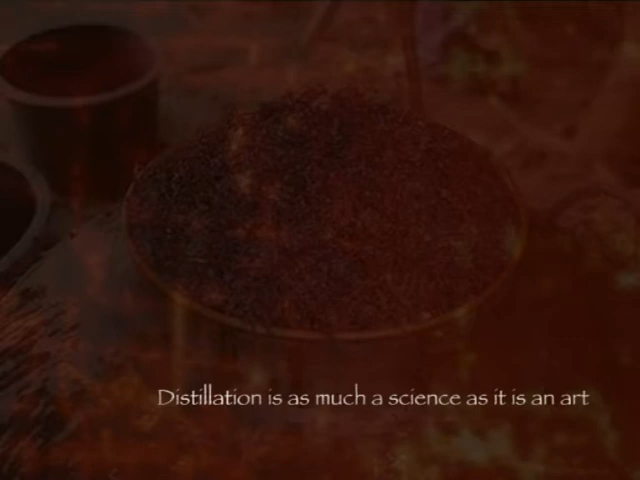 Distillation is as much a science as it is an art